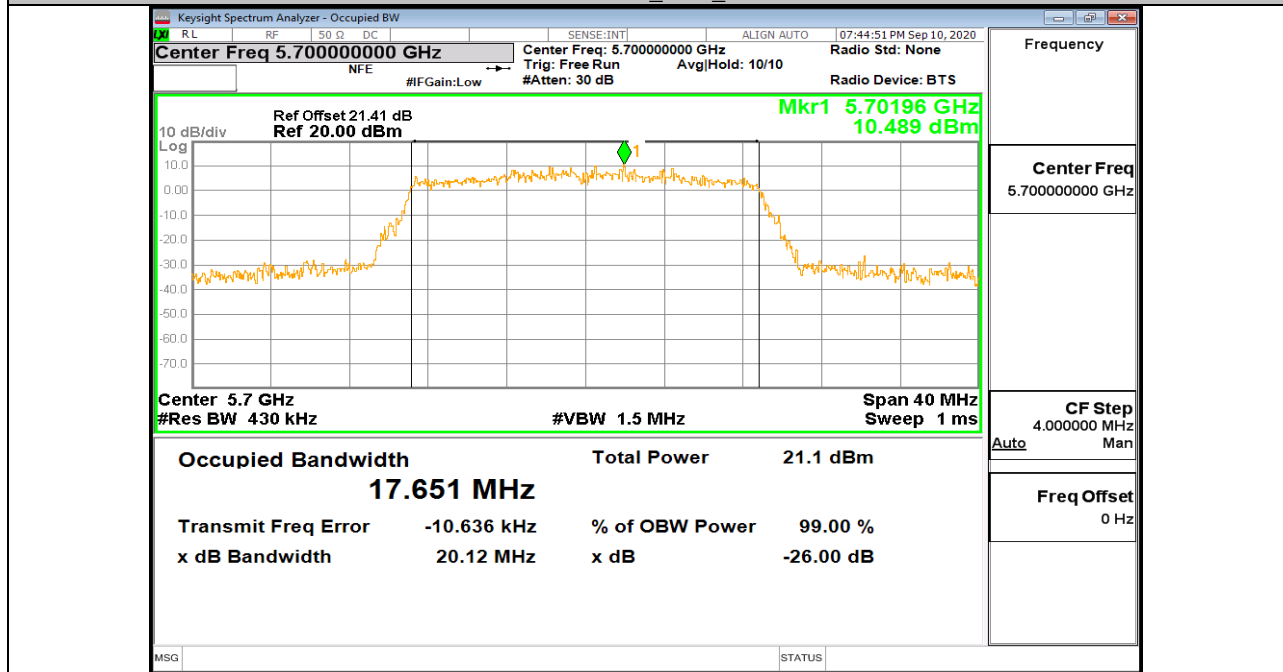 Keysight Spectrum Analyzer - Occupied BW
LXI RL RF 50 Ω DC SENSE:INT ALIGN AUTO 07:44:51 PM Sep 10, 2020
Center Freq 5.700000000 GHz
NFE
#IFGain:Low
Center Freq: 5.700000000 GHz
Trig: Free Run Avg|Hold: 10/10
#Atten: 30 dB
Radio Std: None
Radio Device: BTS
Mkr1 5.70196 GHz
10.489 dBm
Ref Offset 21.41 dB
10 dB/div Ref 20.00 dBm
Log
1
10.0
0.00
-10.0
-20.0
-30.0
-40.0
-50.0
-60.0
-70.0
Center 5.7 GHz Span 40 MHz
#Res BW 430 kHz #VBW 1.5 MHz Sweep 1 ms
Occupied Bandwidth Total Power 21.1 dBm
17.651 MHz
Transmit Freq Error -10.636 kHz % of OBW Power 99.00 %
x dB Bandwidth 20.12 MHz x dB -26.00 dB
MSG STATUS
Frequency
Center Freq
5.700000000 GHz
CF Step
4.000000 MHz
Auto Man
Freq Offset
0 Hz